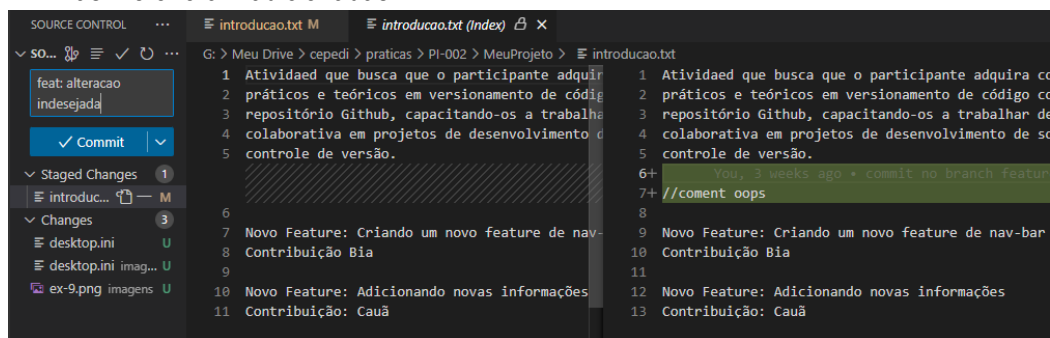 SOURCE CONTROL ... introducao.txt M introducao.txt (Index)
SO... G: > Meu Drive > cepedi > praticas > PI-002 > MeuProjeto > introducao.txt
feat: alteracao
indesejada
Commit
Staged Changes 1
introduc... M
Changes 3
desktop.ini U
desktop.ini imag... U
ex-9.png imagens U
1 Atividaed que busca que o participante adquir
2 práticos e teóricos em versionamento de códig
3 repositório Github, capacitando-os a trabalha
4 colaborativa em projetos de desenvolvimento d
5 controle de versão.
6
7 Novo Feature: Criando um novo feature de nav-
8 Contribuição Bia
9
10 Novo Feature: Adicionando novas informações
11 Contribuição: Cauã
1 Atividaed que busca que o participante adquira co
2 práticos e teóricos em versionamento de código co
3 repositório Github, capacitando-os a trabalhar de
4 colaborativa em projetos de desenvolvimento de so
5 controle de versão.
6+ You, 3 weeks ago • commit no branch featur
7+ //coment oops
8
9 Novo Feature: Criando um novo feature de nav-bar
10 Contribuição Bia
11
12 Novo Feature: Adicionando novas informações
13 Contribuição: Cauã